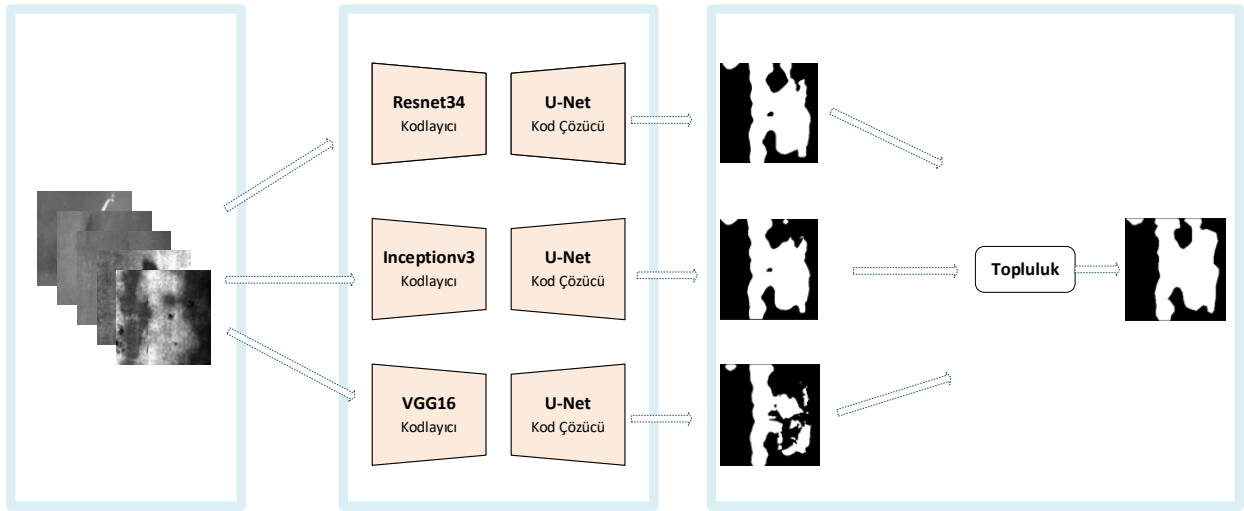 Resnet34
Kodlayıcı
U-Net
Kod Çözücü
Inceptionv3
Kodlayıcı
U-Net
Kod Çözücü
Topluluk
VGG16
Kodlayıcı
U-Net
Kod Çözücü